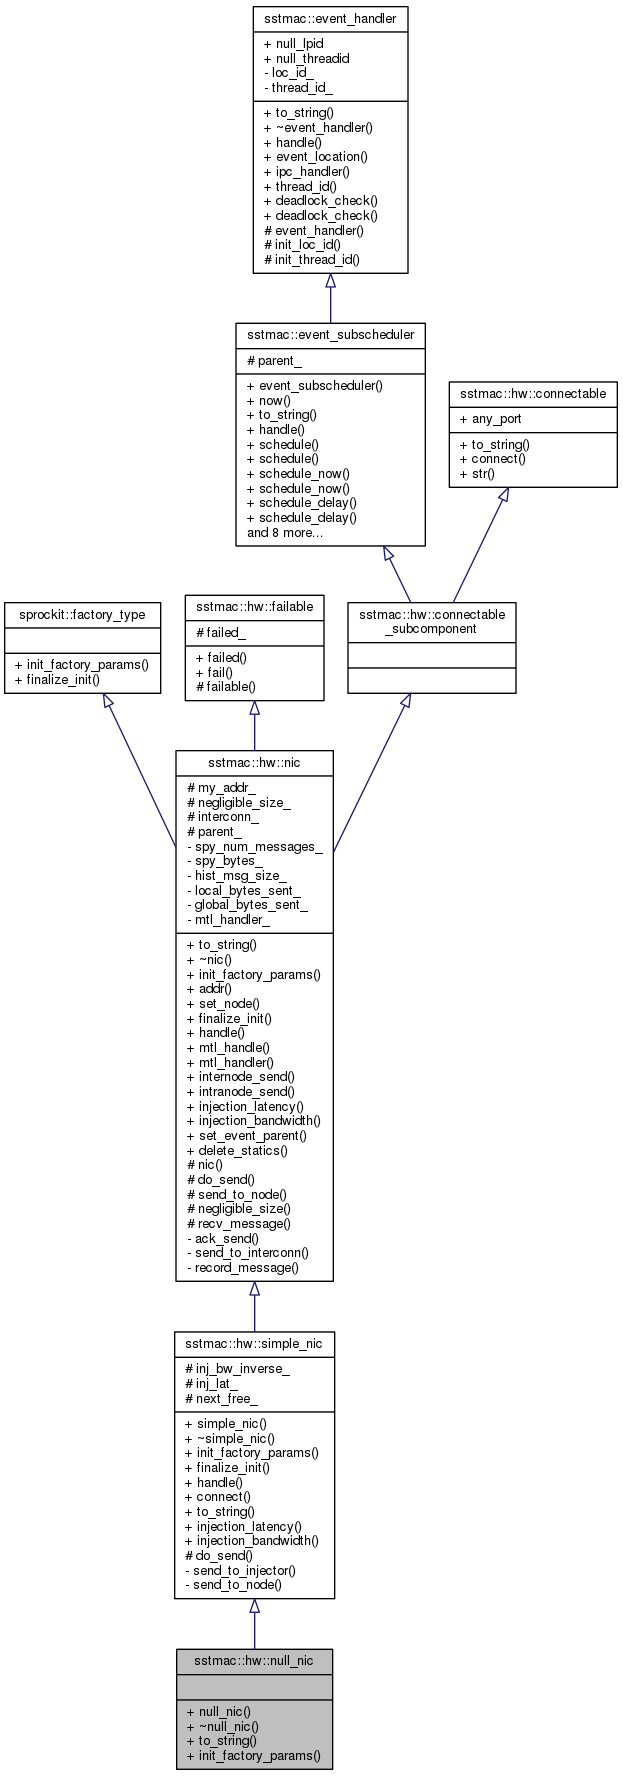 sstmac::event_handler
+ null_lpid
+ null_threadid
- loc_id_
- thread_id_
+ to_string()
+ ~event_handler()
+ handle()
+ event_location()
+ ipc_handler()
+ thread_id()
+ deadlock_check()
+ deadlock_check()
# event_handler()
# init_loc_id()
# init_thread_id()
sstmac::event_subscheduler
# parent_
+ event_subscheduler()
+ now()
+ to_string()
+ handle()
+ schedule()
+ schedule()
+ schedule_now()
+ schedule_now()
+ schedule_delay()
+ schedule_delay()
and 8 more...
sstmac::hw::connectable
+ any_port
+ to_string()
+ connect()
+ str()
sprockit::factory_type
+ init_factory_params()
+ finalize_init()
sstmac::hw::failable
# failed_
+ failed()
+ fail()
# failable()
sstmac::hw::connectable
_subcomponent
sstmac::hw::nic
# my_addr_
# negligible_size_
# interconn_
# parent_
- spy_num_messages_
- spy_bytes_
- hist_msg_size_
- local_bytes_sent_
- global_bytes_sent_
- mtl_handler_
+ to_string()
+ ~nic()
+ init_factory_params()
+ addr()
+ set_node()
+ finalize_init()
+ handle()
+ mtl_handle()
+ mtl_handler()
+ internode_send()
+ intranode_send()
+ injection_latency()
+ injection_bandwidth()
+ set_event_parent()
+ delete_statics()
# nic()
# do_send()
# send_to_node()
# negligible_size()
# recv_message()
- ack_send()
- send_to_interconn()
- record_message()
sstmac::hw::simple_nic
# inj_bw_inverse_
# inj_lat_
# next_free_
+ simple_nic()
+ ~simple_nic()
+ init_factory_params()
+ finalize_init()
+ handle()
+ connect()
+ to_string()
+ injection_latency()
+ injection_bandwidth()
# do_send()
- send_to_injector()
- send_to_node()
sstmac::hw::null_nic
+ null_nic()
+ ~null_nic()
+ to_string()
+ init_factory_params()